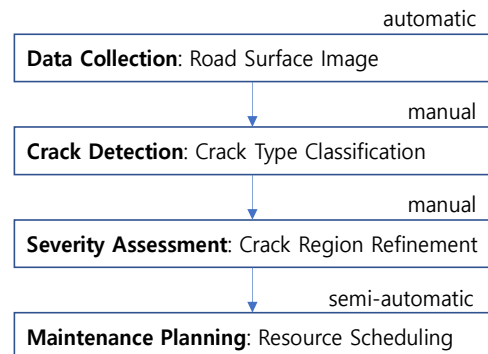 automatic
Data Collection: Road Surface Image
manual
Crack Detection: Crack Type Classification
manual
Severity Assessment: Crack Region Refinement
semi-automatic
Maintenance Planning: Resource Scheduling